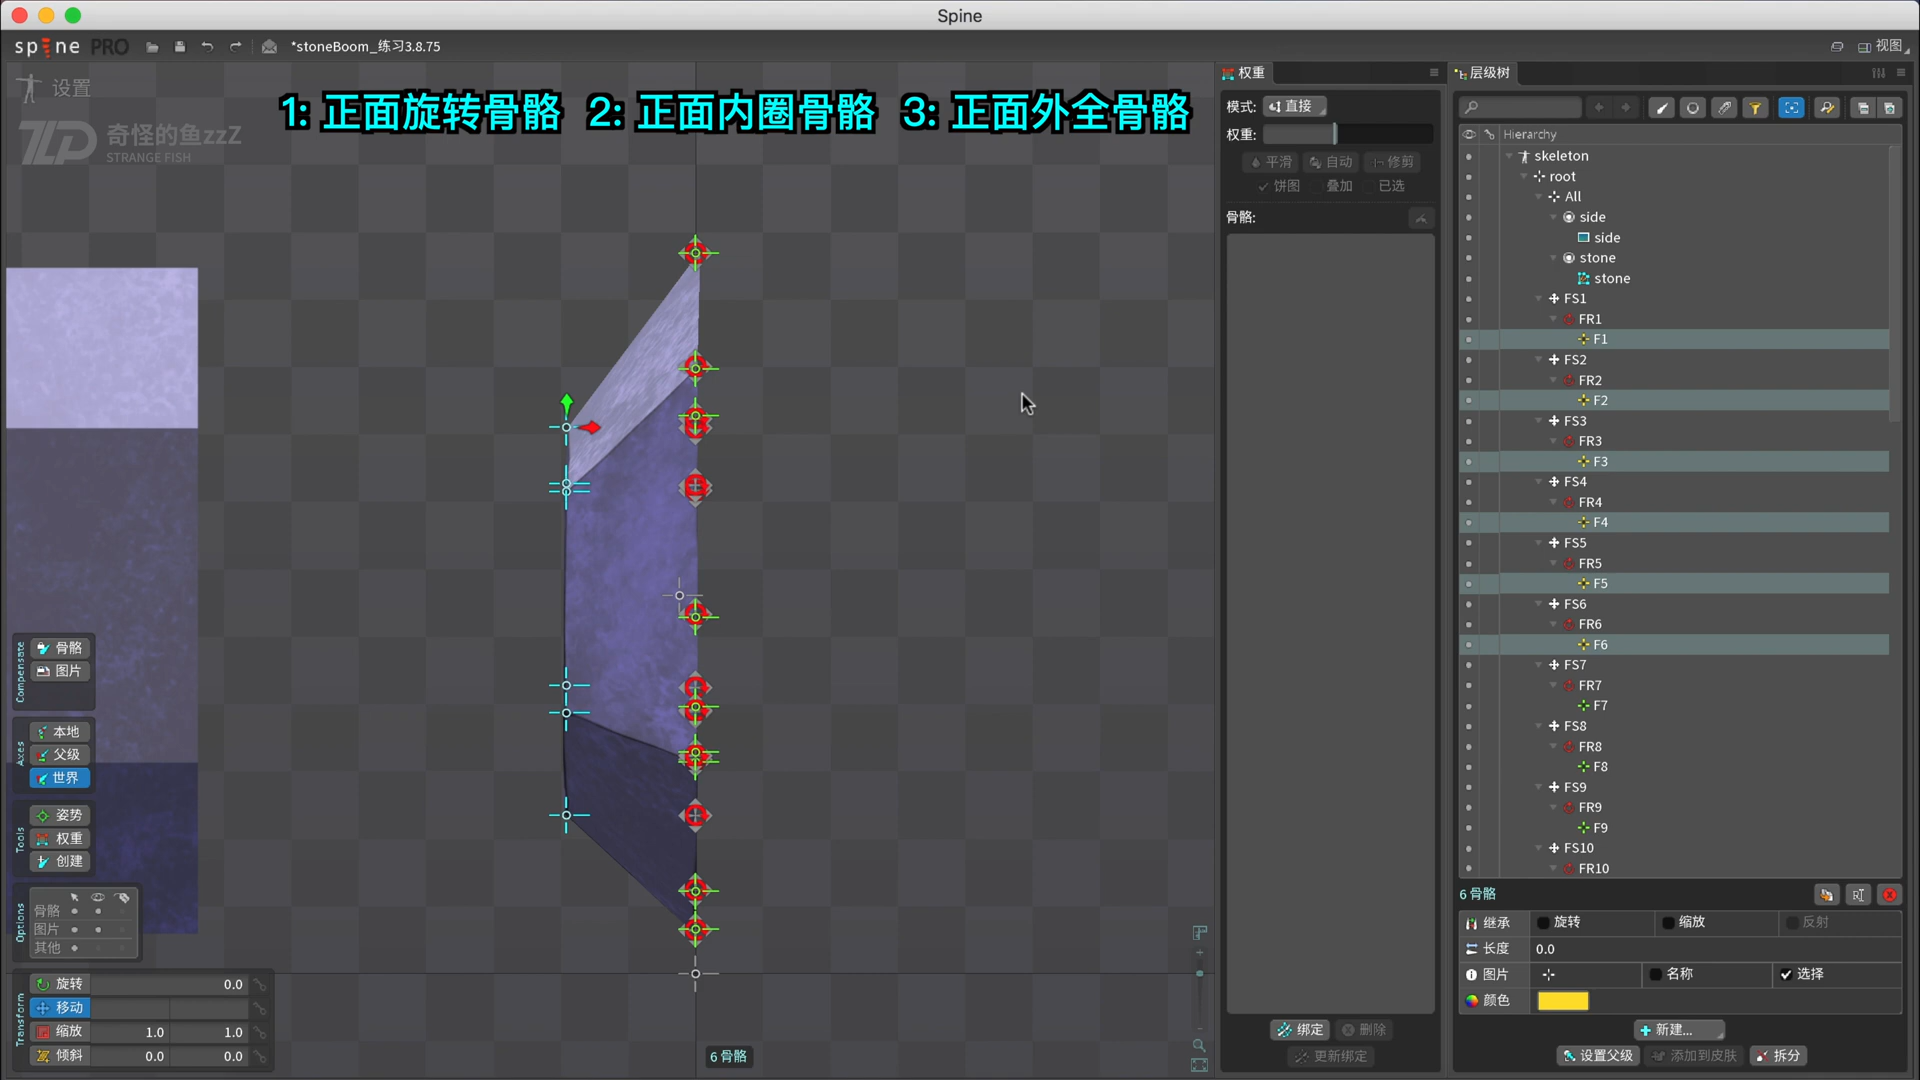 Spine
spine PRO
*stoneBoom_练习3.8.75
视图
设置
1: 正面旋转骨骼 2: 正面内圈骨骼 3: 正面外全骨骼
ZLP 奇怪的鱼zzZ
STRANGE FISH
Compensate
骨骼
图片
Axes
本地
父级
世界
Tools
姿势
权重
创建
Options
骨骼
图片
其他
Transform
旋转 0.0
移动
缩放 1.0 1.0
倾斜 0.0 0.0
6 骨骼
权重
模式: 直接
权重:
平滑 自动 修剪
饼图 叠加 已选
骨骼:
绑定 删除
更新绑定
层级树
Hierarchy
skeleton
root
All
side
side
stone
stone
FS1
FR1
F1
FS2
FR2
F2
FS3
FR3
F3
FS4
FR4
F4
FS5
FR5
F5
FS6
FR6
F6
FS7
FR7
F7
FS8
FR8
F8
FS9
FR9
F9
FS10
FR10
6 骨骼
继承 旋转 缩放 反射
长度 0.0
图片 名称 选择
颜色
新建...
设置父级 添加到皮肤 拆分